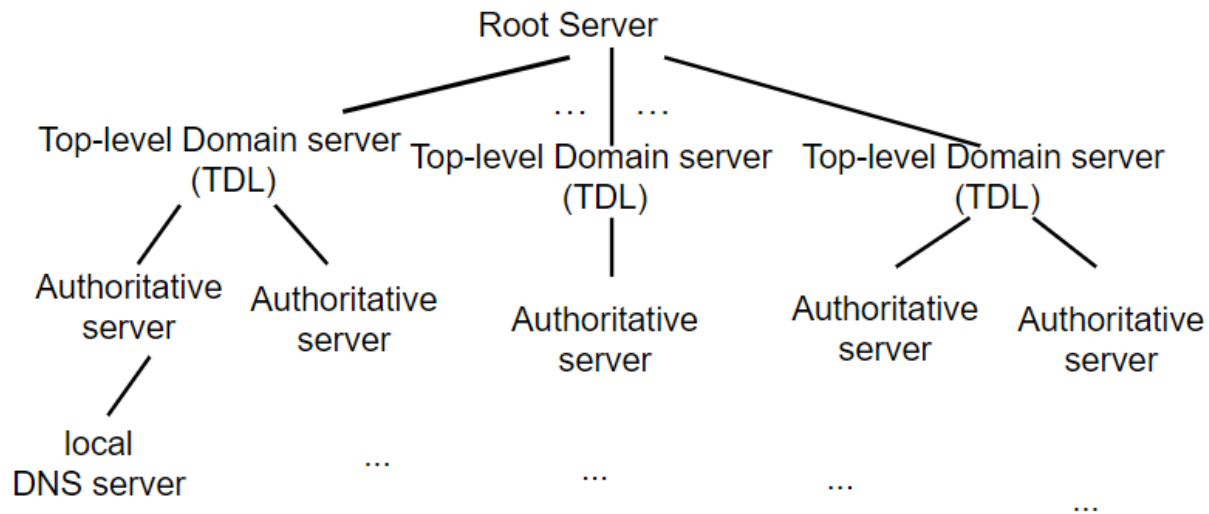 Root Server
... ...
Top-level Domain server
(TDL)
Top-level Domain server
(TDL)
Top-level Domain server
(TDL)
Authoritative
server
Authoritative
server
Authoritative
server
Authoritative
server
Authoritative
server
local
DNS server
...
...
...
...